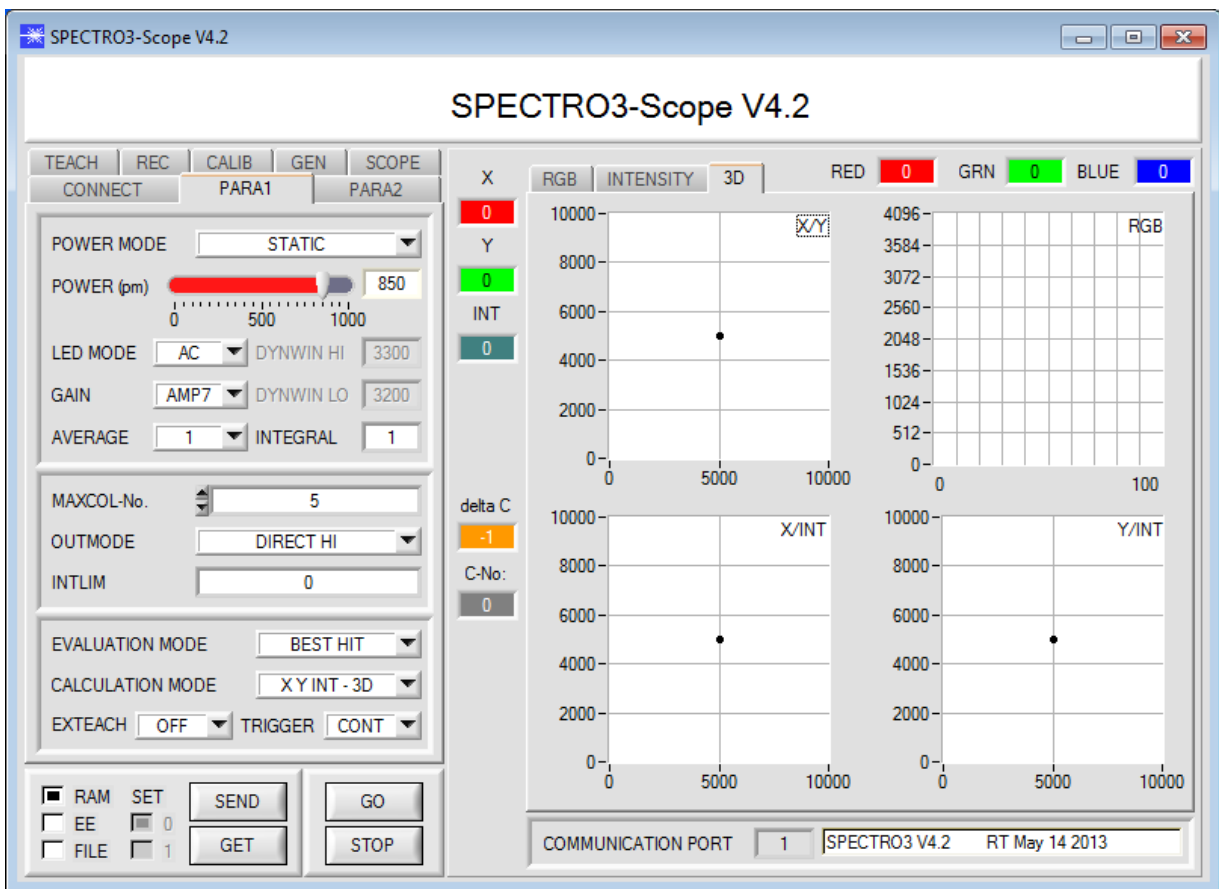 SPECTRO3-Scope V4.2
SPECTRO3-Scope V4.2
TEACH REC CALIB GEN SCOPE
CONNECT PARA1 PARA2
POWER MODE STATIC
POWER (pm) 850
0 500 1000
LED MODE AC DYNWIN HI 3300
GAIN AMP7 DYNWIN LO 3200
AVERAGE 1 INTEGRAL 1
MAXCOL-No. 5
OUTMODE DIRECT HI
INTLIM 0
EVALUATION MODE BEST HIT
CALCULATION MODE X Y INT - 3D
EXTEACH OFF TRIGGER CONT
RAM SET SEND GO
EE 0
FILE 1 GET STOP
X
0
Y
0
INT
0
delta C
-1
C-No:
0
RGB INTENSITY 3D RED 0 GRN 0 BLUE 0
X/Y
10000
8000
6000
4000
2000
0
0 5000 10000
RGB
4096
3584
3072
2560
2048
1536
1024
512
0
0 100
X/INT
10000
8000
6000
4000
2000
0
0 5000 10000
Y/INT
10000
8000
6000
4000
2000
0
0 5000 10000
COMMUNICATION PORT 1 SPECTRO3 V4.2 RT May 14 2013